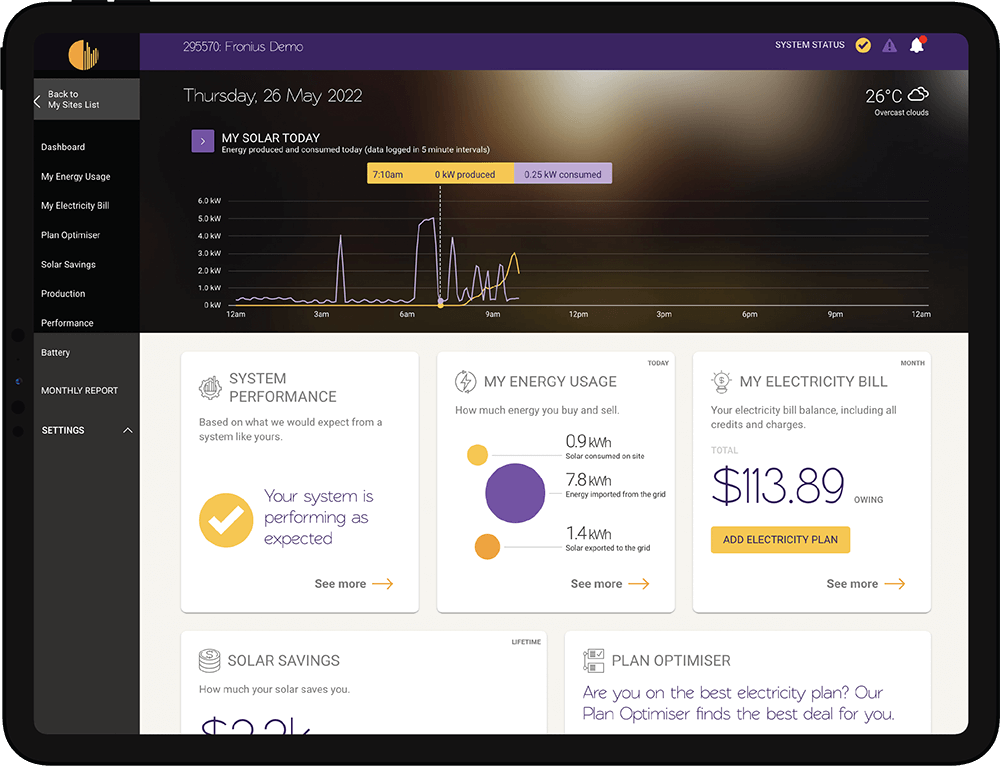 295570: Fronius Demo
SYSTEM STATUS
Back to
My Sites List
Dashboard
My Energy Usage
My Electricity Bill
Plan Optimiser
Solar Savings
Production
Performance
Battery
MONTHLY REPORT
SETTINGS
Thursday, 26 May 2022
26°C
Overcast clouds
MY SOLAR TODAY
Energy produced and consumed today (data logged in 5 minute intervals)
7:10am 0 kW produced 0.25 kW consumed
6.0 kW
5.0 kW
4.0 kW
3.0 kW
2.0 kW
1.0 kW
0 kW
12am 3am 6am 9am 12pm 3pm 6pm 9pm 12am
SYSTEM
PERFORMANCE
Based on what we would expect from a
system like yours.
Your system is
performing as
expected
See more
TODAY
MY ENERGY USAGE
How much energy you buy and sell.
0.9 kWh
Solar consumed on site
7.8 kWh
Energy imported from the grid
1.4 kWh
Solar exported to the grid
See more
MONTH
MY ELECTRICITY BILL
Your electricity bill balance, including all
credits and charges.
TOTAL
$113.89 OWING
ADD ELECTRICITY PLAN
See more
LIFETIME
SOLAR SAVINGS
How much your solar saves you.
PLAN OPTIMISER
Are you on the best electricity plan? Our
Plan Optimiser finds the best deal for you.